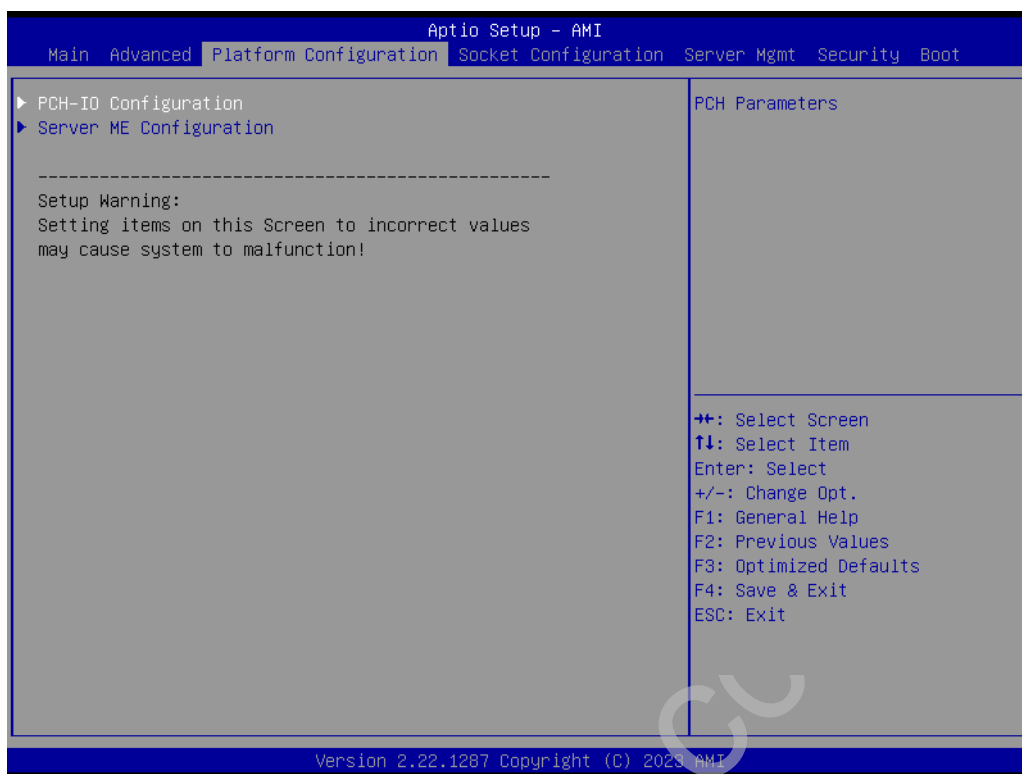 Aptio Setup - AMI
Main Advanced Platform Configuration Socket Configuration Server Mgmt Security Boot
PCH-IO Configuration
Server ME Configuration
--------------------------------------------------
Setup Warning:
Setting items on this Screen to incorrect values
may cause system to malfunction!
PCH Parameters
→←: Select Screen
↑↓: Select Item
Enter: Select
+/-: Change Opt.
F1: General Help
F2: Previous Values
F3: Optimized Defaults
F4: Save & Exit
ESC: Exit
Version 2.22.1287 Copyright (C) 2023 AMI